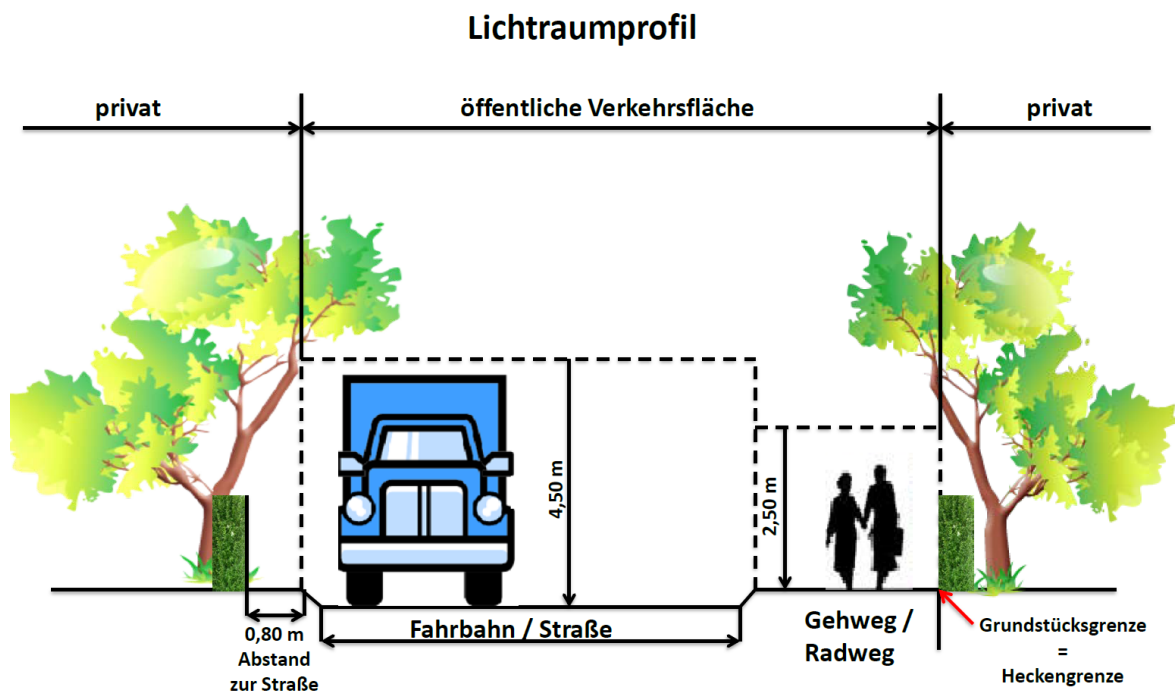 Lichtraumprofil
privat
öffentliche Verkehrsfläche
privat
4,50 m
2,50 m
0,80 m
Abstand
zur Straße
Fahrbahn / Straße
Gehweg /
Radweg
Grundstücksgrenze
=
Heckengrenze